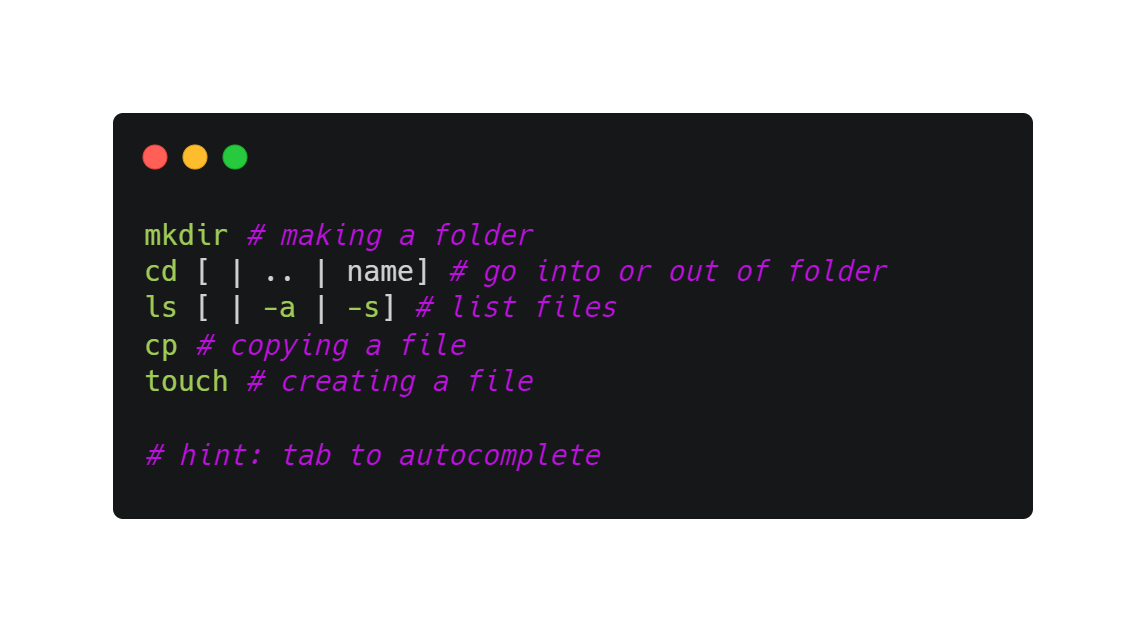 mkdir # making a folder
cd [ | .. | name] # go into or out of folder
ls [ | -a | -s] # list files
cp # copying a file
touch # creating a file
# hint: tab to autocomplete